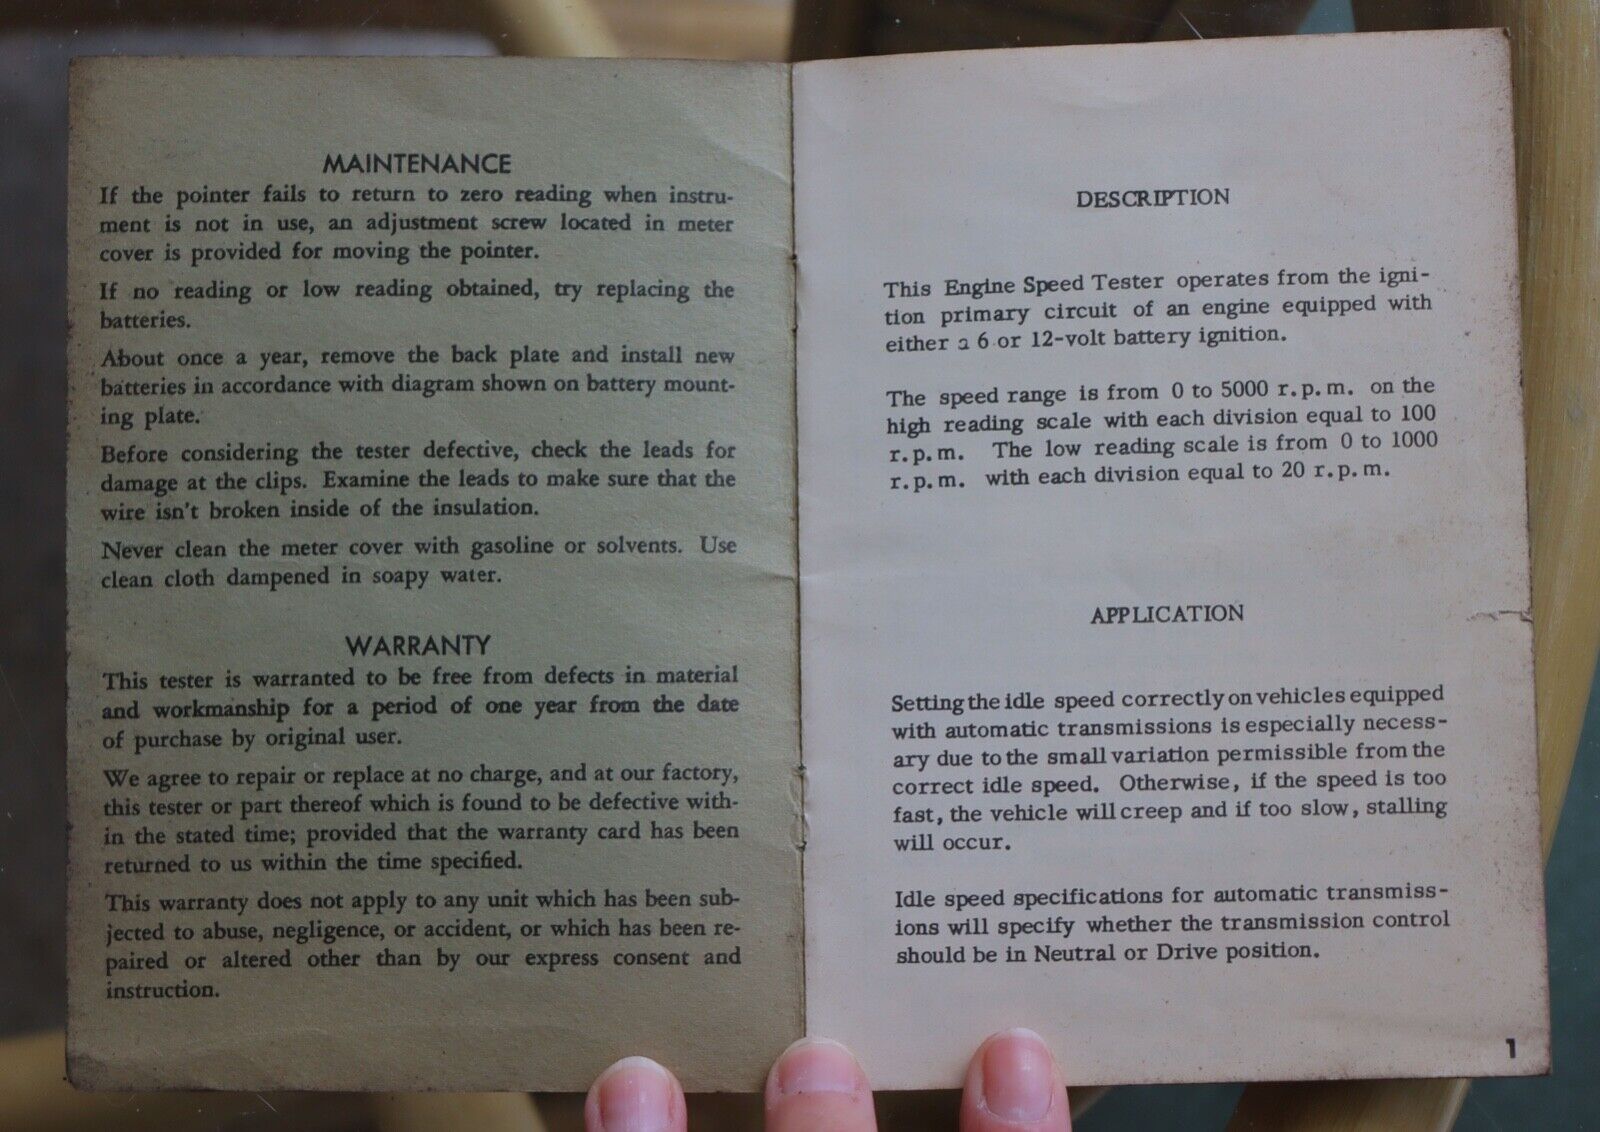 MAINTENANCE
If the pointer fails to return to zero reading when instru-
ment is not in use, an adjustment screw located in meter
cover is provided for moving the pointer.
If no reading or low reading obtained, try replacing the
batteries.
About once a year, remove the back plate and install new
batteries in accordance with diagram shown on battery mount-
ing plate.
Before considering the tester defective, check the leads for
damage at the clips. Examine the leads to make sure that the
wire isn't broken inside of the insulation.
Never clean the meter cover with gasoline or solvents. Use
clean cloth dampened in soapy water.
WARRANTY
This tester is warranted to be free from defects in material
and workmanship for a period of one year from the date
of purchase by original user.
We agree to repair or replace at no charge, and at our factory,
this tester or part thereof which is found to be defective with-
in the stated time; provided that the warranty card has been
returned to us within the time specified.
This warranty does not apply to any unit which has been sub-
jected to abuse, negligence, or accident, or which has been re-
paired or altered other than by our express consent and
instruction.
DESCRIPTION
This Engine Speed Tester operates from the igni-
tion primary circuit of an engine equipped with
either a 6 or 12-volt battery ignition.
The speed range is from 0 to 5000 r.p.m. on the
high reading scale with each division equal to 100
r.p.m. The low reading scale is from 0 to 1000
r.p.m. with each division equal to 20 r.p.m.
APPLICATION
Setting the idle speed correctly on vehicles equipped
with automatic transmissions is especially necess-
ary due to the small variation permissible from the
correct idle speed. Otherwise, if the speed is too
fast, the vehicle will creep and if too slow, stalling
will occur.
Idle speed specifications for automatic transmiss-
ions will specify whether the transmission control
should be in Neutral or Drive position.
1